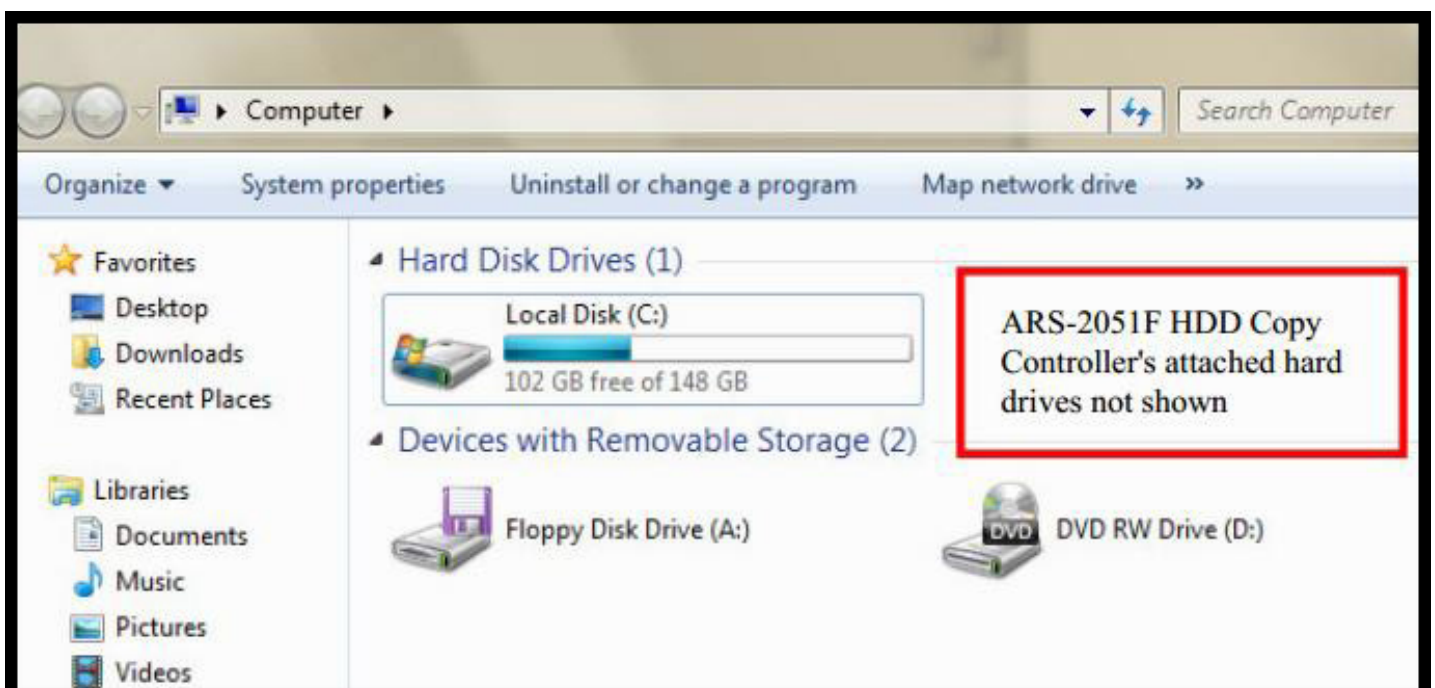 Computer
Search Computer
Organize
System properties
Uninstall or change a program
Map network drive
»
Favorites
Desktop
Downloads
Recent Places
Libraries
Documents
Music
Pictures
Videos
Hard Disk Drives (1)
Local Disk (C:)
102 GB free of 148 GB
ARS-2051F HDD Copy
Controller's attached hard
drives not shown
Devices with Removable Storage (2)
Floppy Disk Drive (A:)
DVD
DVD RW Drive (D:)